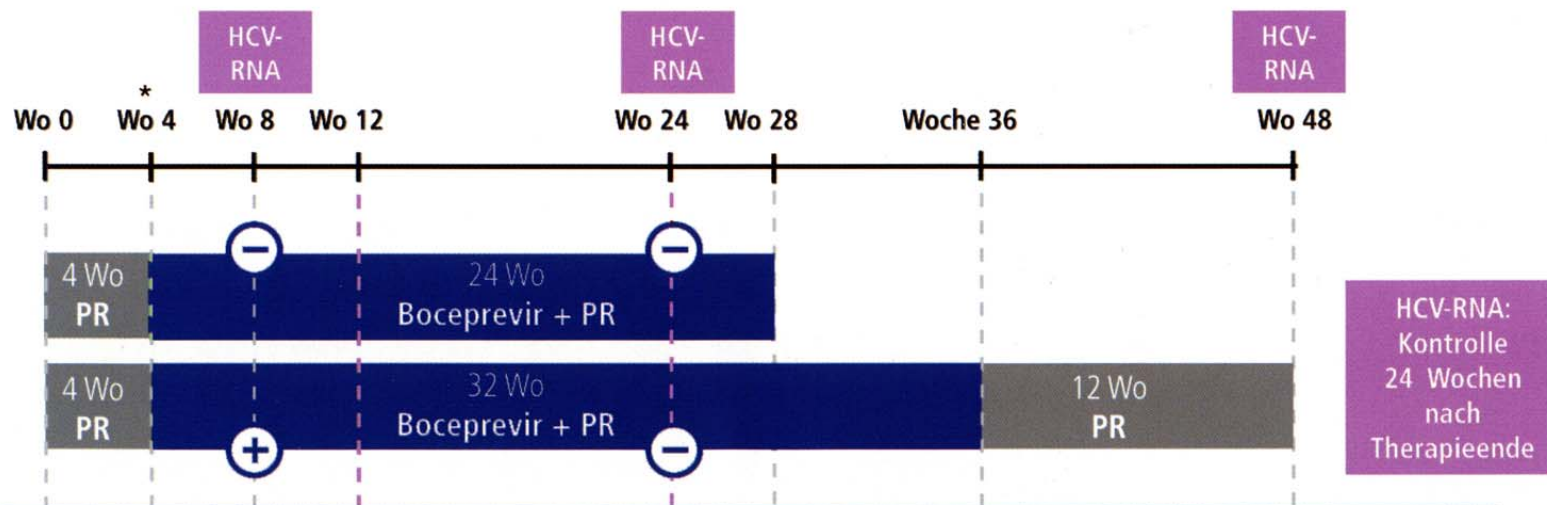 HCV-
RNA
HCV-
RNA
HCV-
RNA
*
Wo 0 Wo 4 Wo 8 Wo 12 Wo 24 Wo 28 Woche 36 Wo 48
− −
4 Wo
PR
24 Wo
Boceprevir + PR
4 Wo
PR
32 Wo
Boceprevir + PR
12 Wo
PR
+ −
HCV-RNA:
Kontrolle
24 Wochen
nach
Therapieende